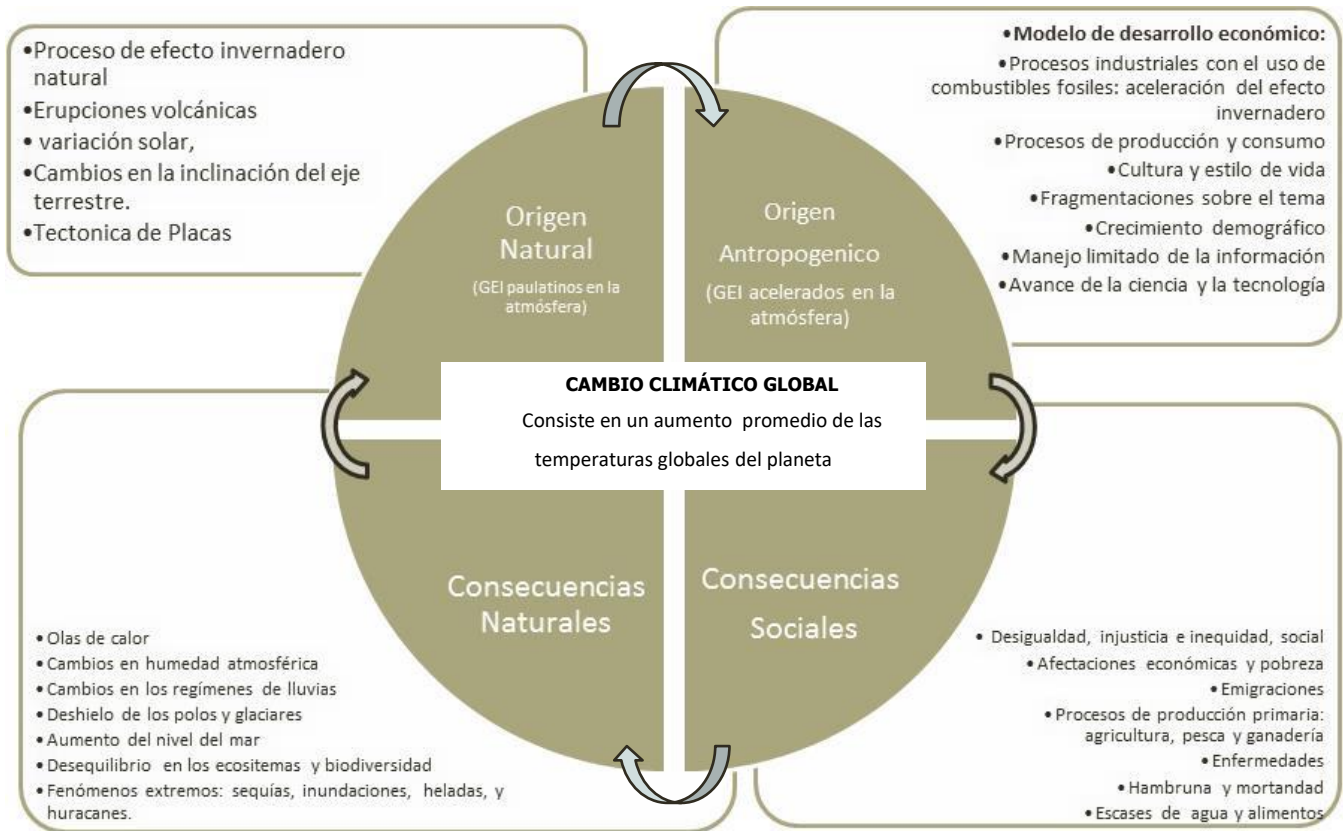 •Proceso de efecto invernadero
natural
•Erupciones volcánicas
• variación solar,
•Cambios en la inclinación del eje
terrestre.
•Tectonica de Placas
•Modelo de desarrollo económico:
•Procesos industriales con el uso de
combustibles fosiles: aceleración del efecto
invernadero
•Procesos de producción y consumo
•Cultura y estilo de vida
•Fragmentaciones sobre el tema
•Crecimiento demográfico
•Manejo limitado de la información
•Avance de la ciencia y la tecnología
Origen
Natural
(GEI paulatinos en la
atmósfera)
Origen
Antropogenico
(GEI acelerados en la
atmósfera)
CAMBIO CLIMÁTICO GLOBAL
Consiste en un aumento promedio de las
temperaturas globales del planeta
Consecuencias
Naturales
Consecuencias
Sociales
• Olas de calor
• Cambios en humedad atmosférica
• Cambios en los regímenes de lluvias
• Deshielo de los polos y glaciares
• Aumento del nivel del mar
• Desequilibrio en los ecositemas y biodiversidad
• Fenómenos extremos: sequías, inundaciones, heladas, y
huracanes.
• Desigualdad, injusticia e inequidad, social
• Afectaciones económicas y pobreza
• Emigraciones
• Procesos de producción primaria:
agricultura, pesca y ganadería
• Enfermedades
• Hambruna y mortandad
• Escases de agua y alimentos